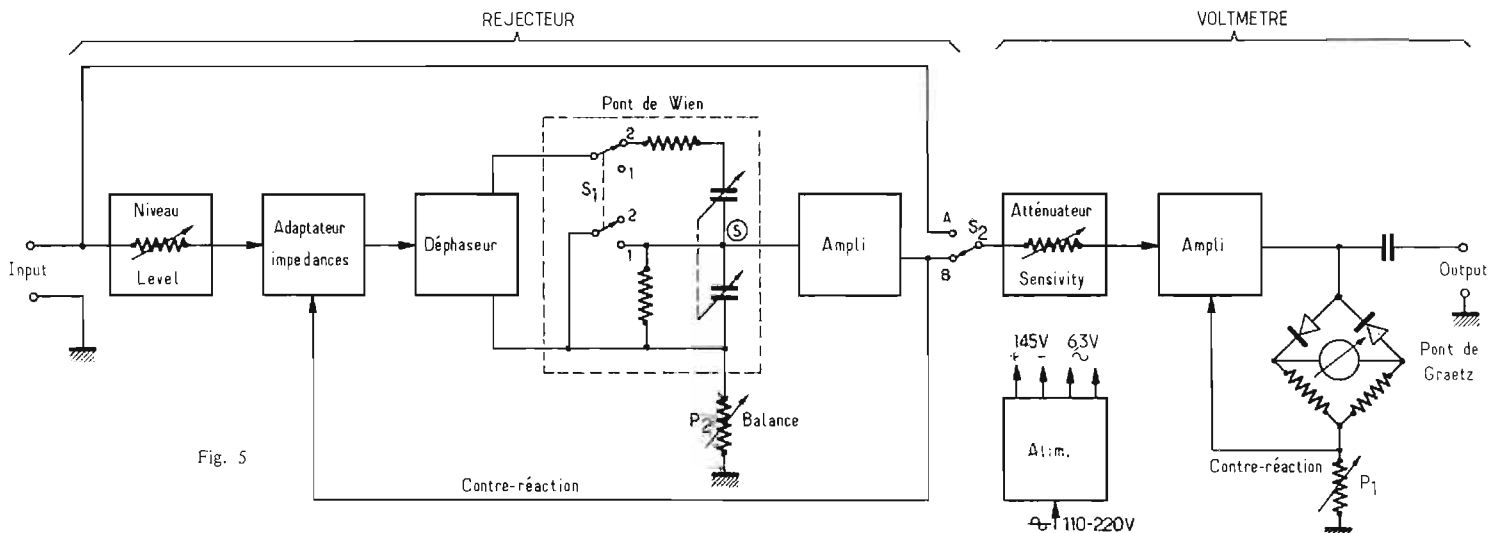 REJECTEUR
VOLTMETRE
Pont de Wien
2
1
S1
2
1
S
Niveau
Level
Adaptateur
impedances
Déphaseur
Ampli
A
S2
B
Atténuateur
Sensivity
Ampli
Input
Output
Pont de
Graetz
145V
+ -
6,3V
~
Alim.
110-220V
P2
Balance
P1
Contre-réaction
Contre-réaction
Fig. 5